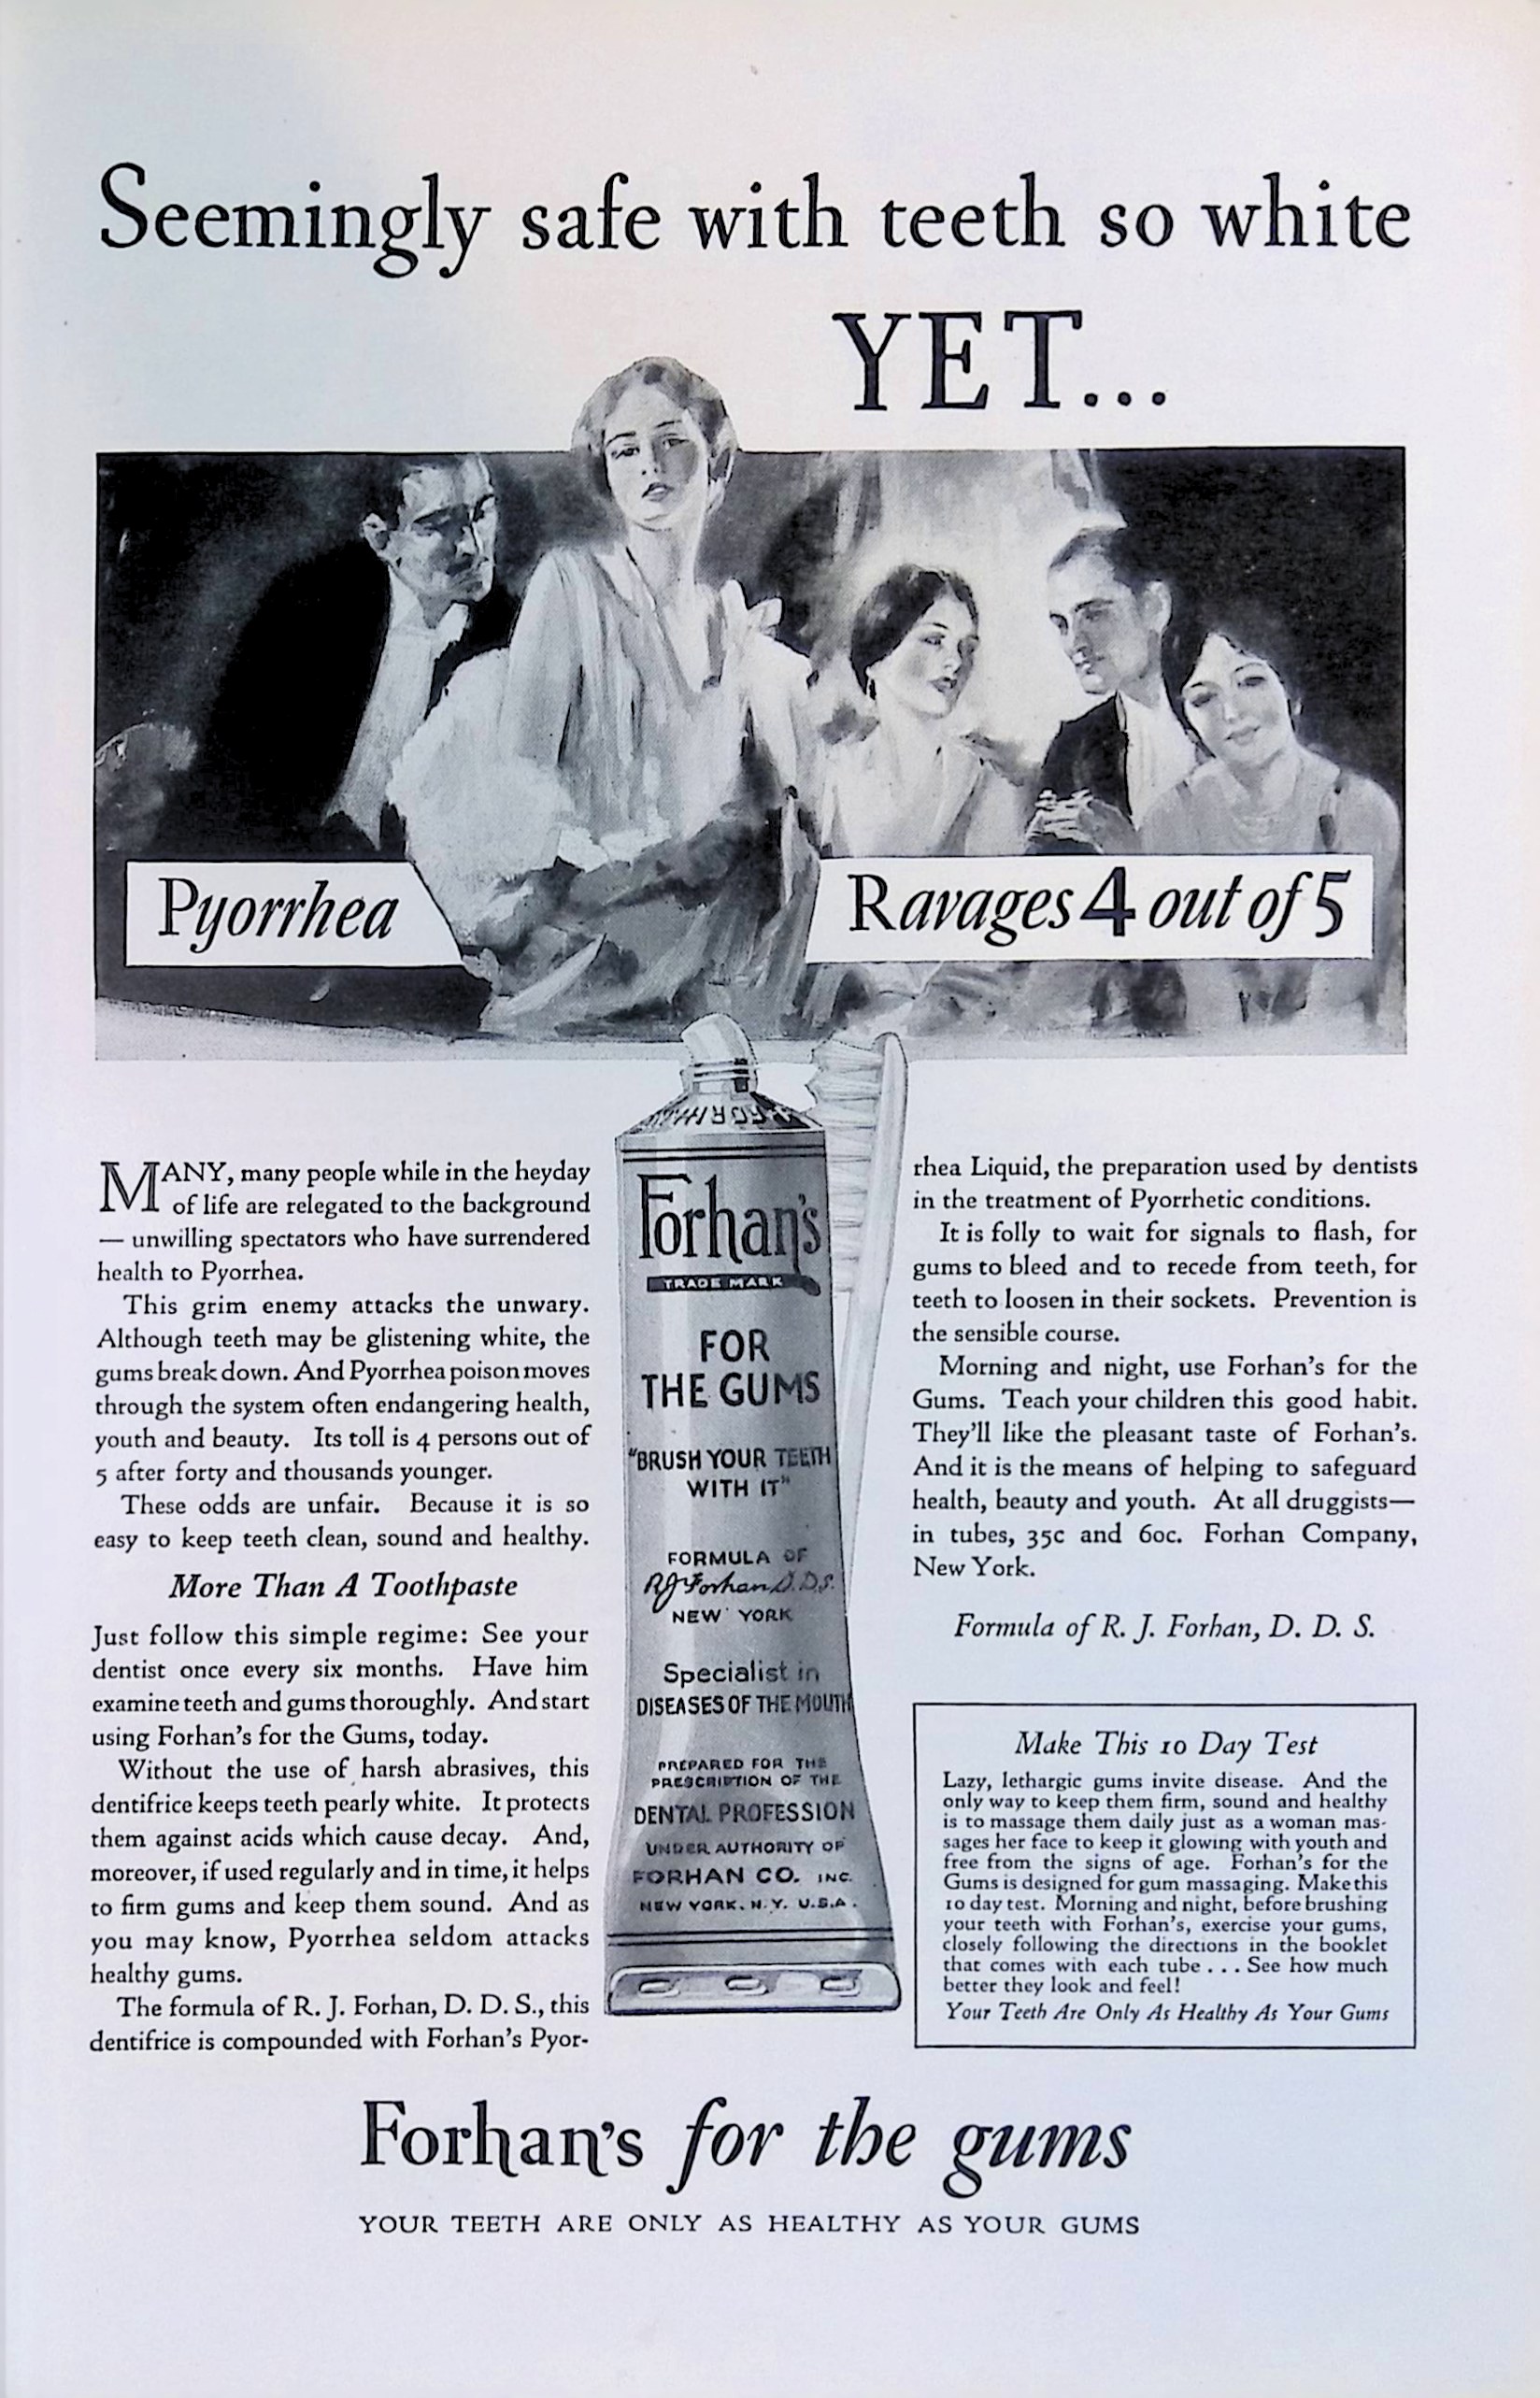 Seemingly safe with teeth so white
YET...
Pyorrhea
Ravages 4 out of 5
MANY, many people while in the heyday
of life are relegated to the background
— unwilling spectators who have surrendered
health to Pyorrhea.
This grim enemy attacks the unwary.
Although teeth may be glistening white, the
gums break down. And Pyorrhea poison moves
through the system often endangering health,
youth and beauty. Its toll is 4 persons out of
5 after forty and thousands younger.
These odds are unfair. Because it is so
easy to keep teeth clean, sound and healthy.
More Than A Toothpaste
Just follow this simple regime: See your
dentist once every six months. Have him
examine teeth and gums thoroughly. And start
using Forhan's for the Gums, today.
Without the use of harsh abrasives, this
dentifrice keeps teeth pearly white. It protects
them against acids which cause decay. And,
moreover, if used regularly and in time, it helps
to firm gums and keep them sound. And as
you may know, Pyorrhea seldom attacks
healthy gums.
The formula of R. J. Forhan, D. D. S., this
dentifrice is compounded with Forhan's Pyor-
FORHAN
Forhan's
TRADE MARK
FOR
THE GUMS
"BRUSH YOUR TEETH
WITH IT"
FORMULA OF
R J Forhan D.D.S.
NEW YORK
Specialist in
DISEASES OF THE MOUTH
PREPARED FOR THE
PRESCRIPTION OF THE
DENTAL PROFESSION
UNDER AUTHORITY OF
FORHAN CO. INC.
NEW YORK. N.Y. U.S.A.
rhea Liquid, the preparation used by dentists
in the treatment of Pyorrhetic conditions.
It is folly to wait for signals to flash, for
gums to bleed and to recede from teeth, for
teeth to loosen in their sockets. Prevention is
the sensible course.
Morning and night, use Forhan's for the
Gums. Teach your children this good habit.
They'll like the pleasant taste of Forhan's.
And it is the means of helping to safeguard
health, beauty and youth. At all druggists—
in tubes, 35c and 60c. Forhan Company,
New York.
Formula of R. J. Forhan, D. D. S.
Make This 10 Day Test
Lazy, lethargic gums invite disease. And the
only way to keep them firm, sound and healthy
is to massage them daily just as a woman mas-
sages her face to keep it glowing with youth and
free from the signs of age. Forhan's for the
Gums is designed for gum massaging. Make this
10 day test. Morning and night, before brushing
your teeth with Forhan's, exercise your gums,
closely following the directions in the booklet
that comes with each tube . . . See how much
better they look and feel!
Your Teeth Are Only As Healthy As Your Gums
Forhan's for the gums
YOUR TEETH ARE ONLY AS HEALTHY AS YOUR GUMS